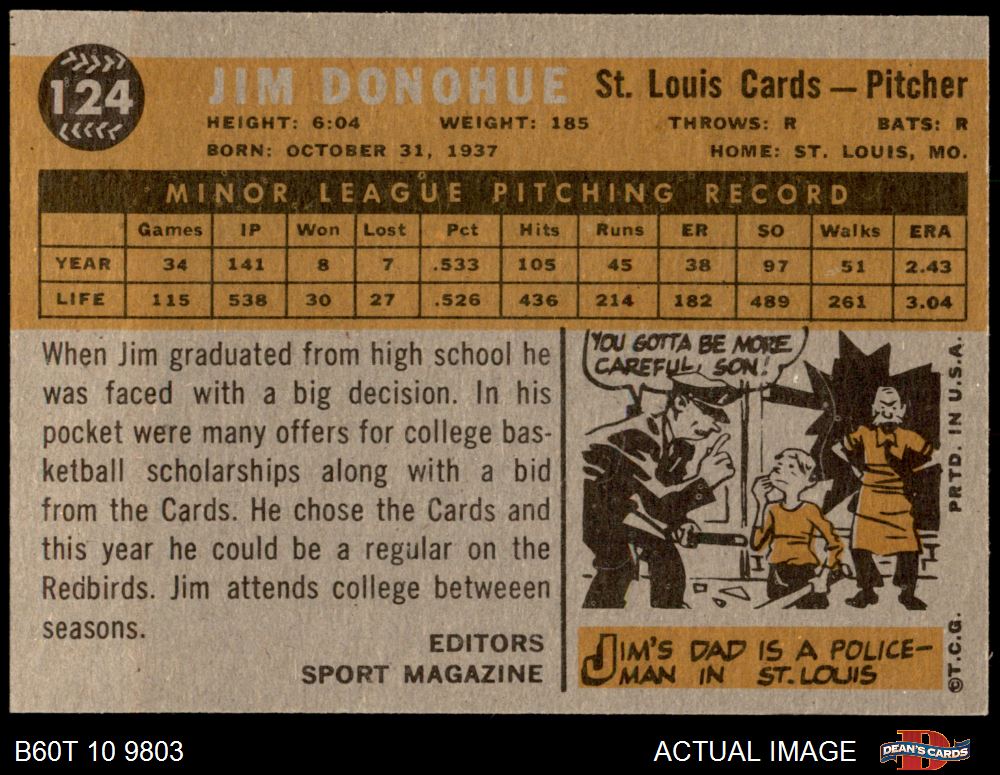 124
JIM DONOHUE St. Louis Cards — Pitcher
HEIGHT: 6:04 WEIGHT: 185 THROWS: R BATS: R
BORN: OCTOBER 31, 1937 HOME: ST. LOUIS, MO.
MINOR LEAGUE PITCHING RECORD
Games IP Won Lost Pct Hits Runs ER SO Walks ERA
YEAR 34 141 8 7 .533 105 45 38 97 51 2.43
LIFE 115 538 30 27 .526 436 214 182 489 261 3.04
When Jim graduated from high school he
was faced with a big decision. In his
pocket were many offers for college bas-
ketball scholarships along with a bid
from the Cards. He chose the Cards and
this year he could be a regular on the
Redbirds. Jim attends college betweeen
seasons.
EDITORS
SPORT MAGAZINE
YOU GOTTA BE MORE
CAREFUL, SON!
JIM'S DAD IS A POLICE-
MAN IN ST. LOUIS
PRTD. IN U.S.A.
©T.C.G.
B60T 10 9803 ACTUAL IMAGE
DEAN'S CARDS